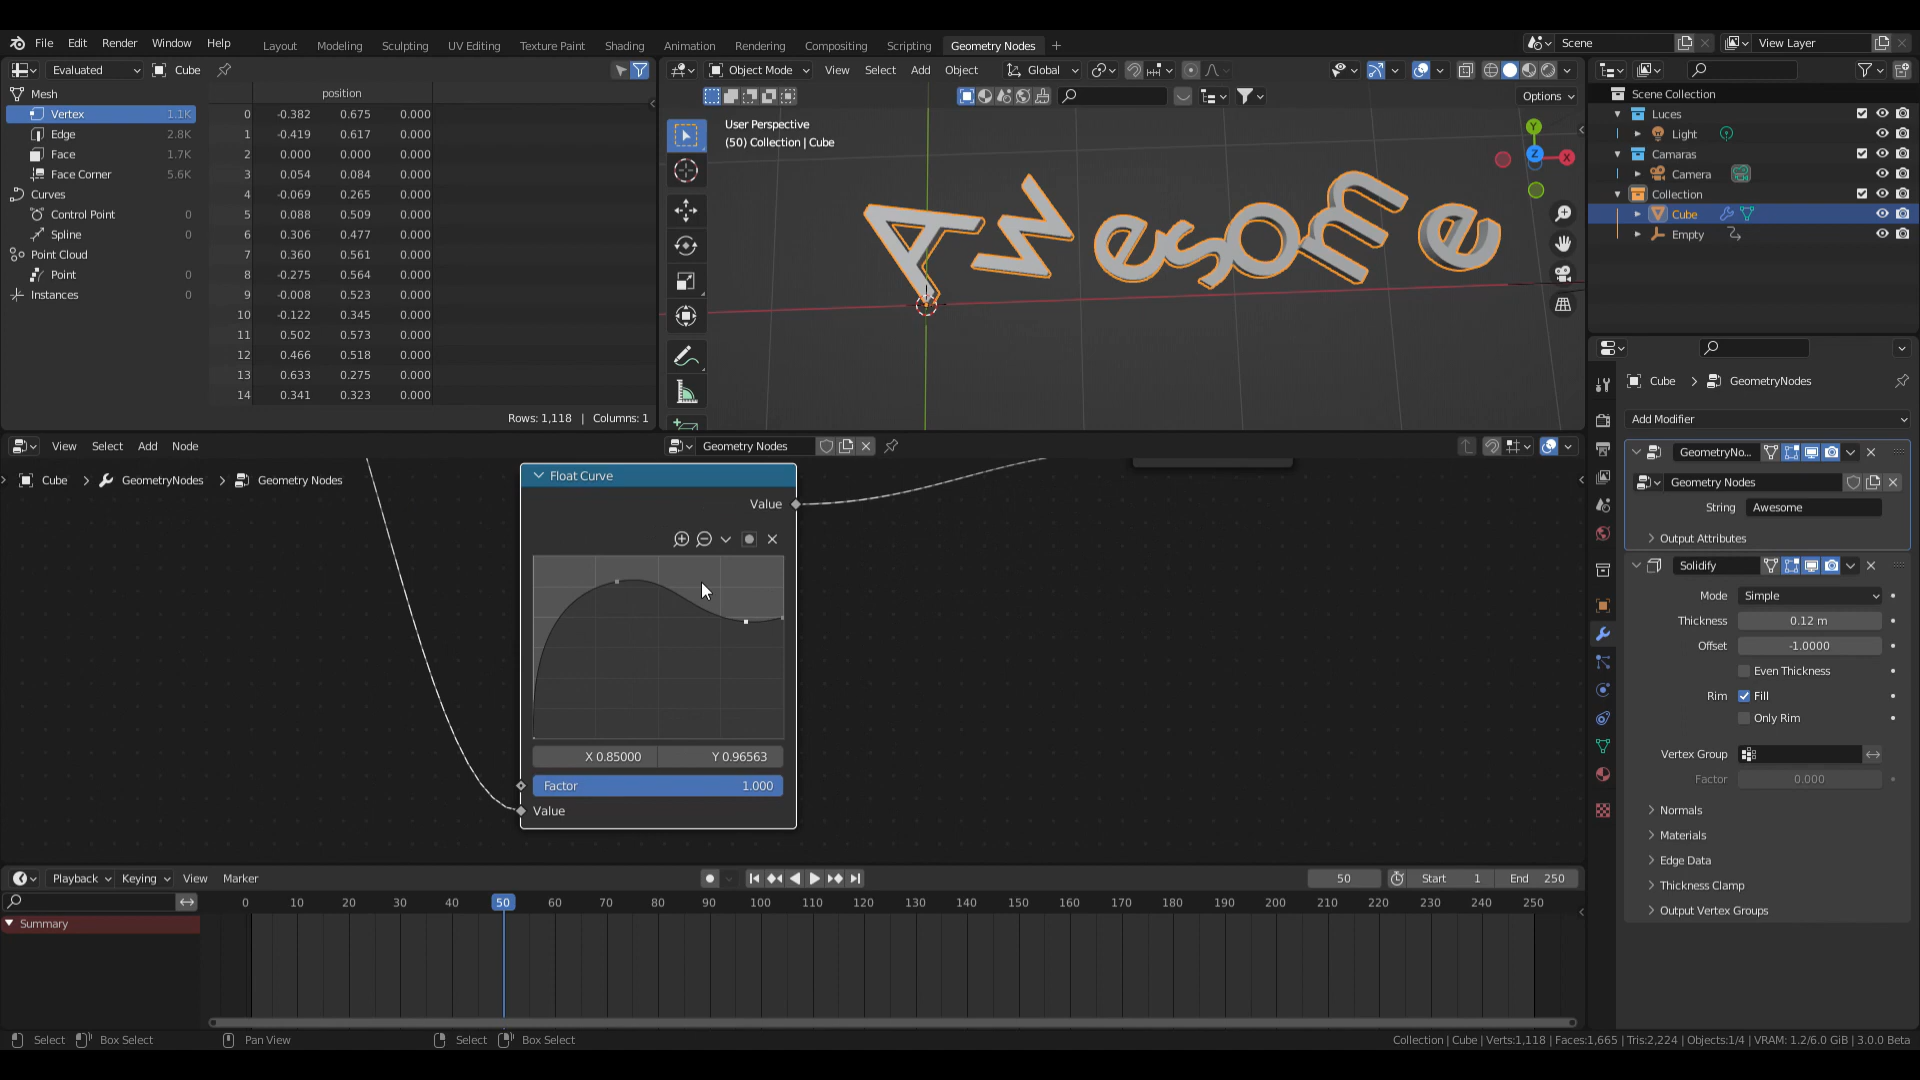 File Edit Render Window Help Layout Modeling Sculpting UV Editing Texture Paint Shading Animation Rendering Compositing Scripting Geometry Nodes + Scene View Layer
Evaluated Cube
Object Mode View Select Add Object Global
Options
position
Mesh
Vertex 1.1K
Edge 2.8K
Face 1.7K
Face Corner 5.6K
Curves
Control Point 0
Spline 0
Point Cloud
Point 0
Instances 0
0 -0.382 0.675 0.000
1 -0.419 0.617 0.000
2 0.000 0.000 0.000
3 0.054 0.084 0.000
4 -0.069 0.265 0.000
5 0.088 0.509 0.000
6 0.306 0.477 0.000
7 0.360 0.561 0.000
8 -0.275 0.564 0.000
9 -0.008 0.523 0.000
10 -0.122 0.345 0.000
11 0.502 0.573 0.000
12 0.466 0.518 0.000
13 0.633 0.275 0.000
14 0.341 0.323 0.000
Rows: 1,118 | Columns: 1
User Perspective
(50) Collection | Cube
Awesome
Y
Z
X
Scene Collection
Luces
Light
Camaras
Camera
Collection
Cube
Empty
View Select Add Node Geometry Nodes
Cube GeometryNodes Geometry Nodes
Float Curve
Value
X 0.85000 Y 0.96563
Factor 1.000
Value
Cube GeometryNodes
Add Modifier
GeometryNo...
Geometry Nodes
String Awesome
Output Attributes
Solidify
Mode Simple
Thickness 0.12 m
Offset -1.0000
Even Thickness
Rim Fill
Only Rim
Vertex Group
Factor 0.000
Normals
Materials
Edge Data
Thickness Clamp
Output Vertex Groups
Playback Keying View Marker 50 Start 1 End 250
0 10 20 30 40 50 60 70 80 90 100 110 120 130 140 150 160 170 180 190 200 210 220 230 240 250
Summary
Select Box Select Pan View Select Box Select Collection | Cube | Verts:1,118 | Faces:1,665 | Tris:2,224 | Objects:1/4 | VRAM: 1.2/6.0 GiB | 3.0.0 Beta